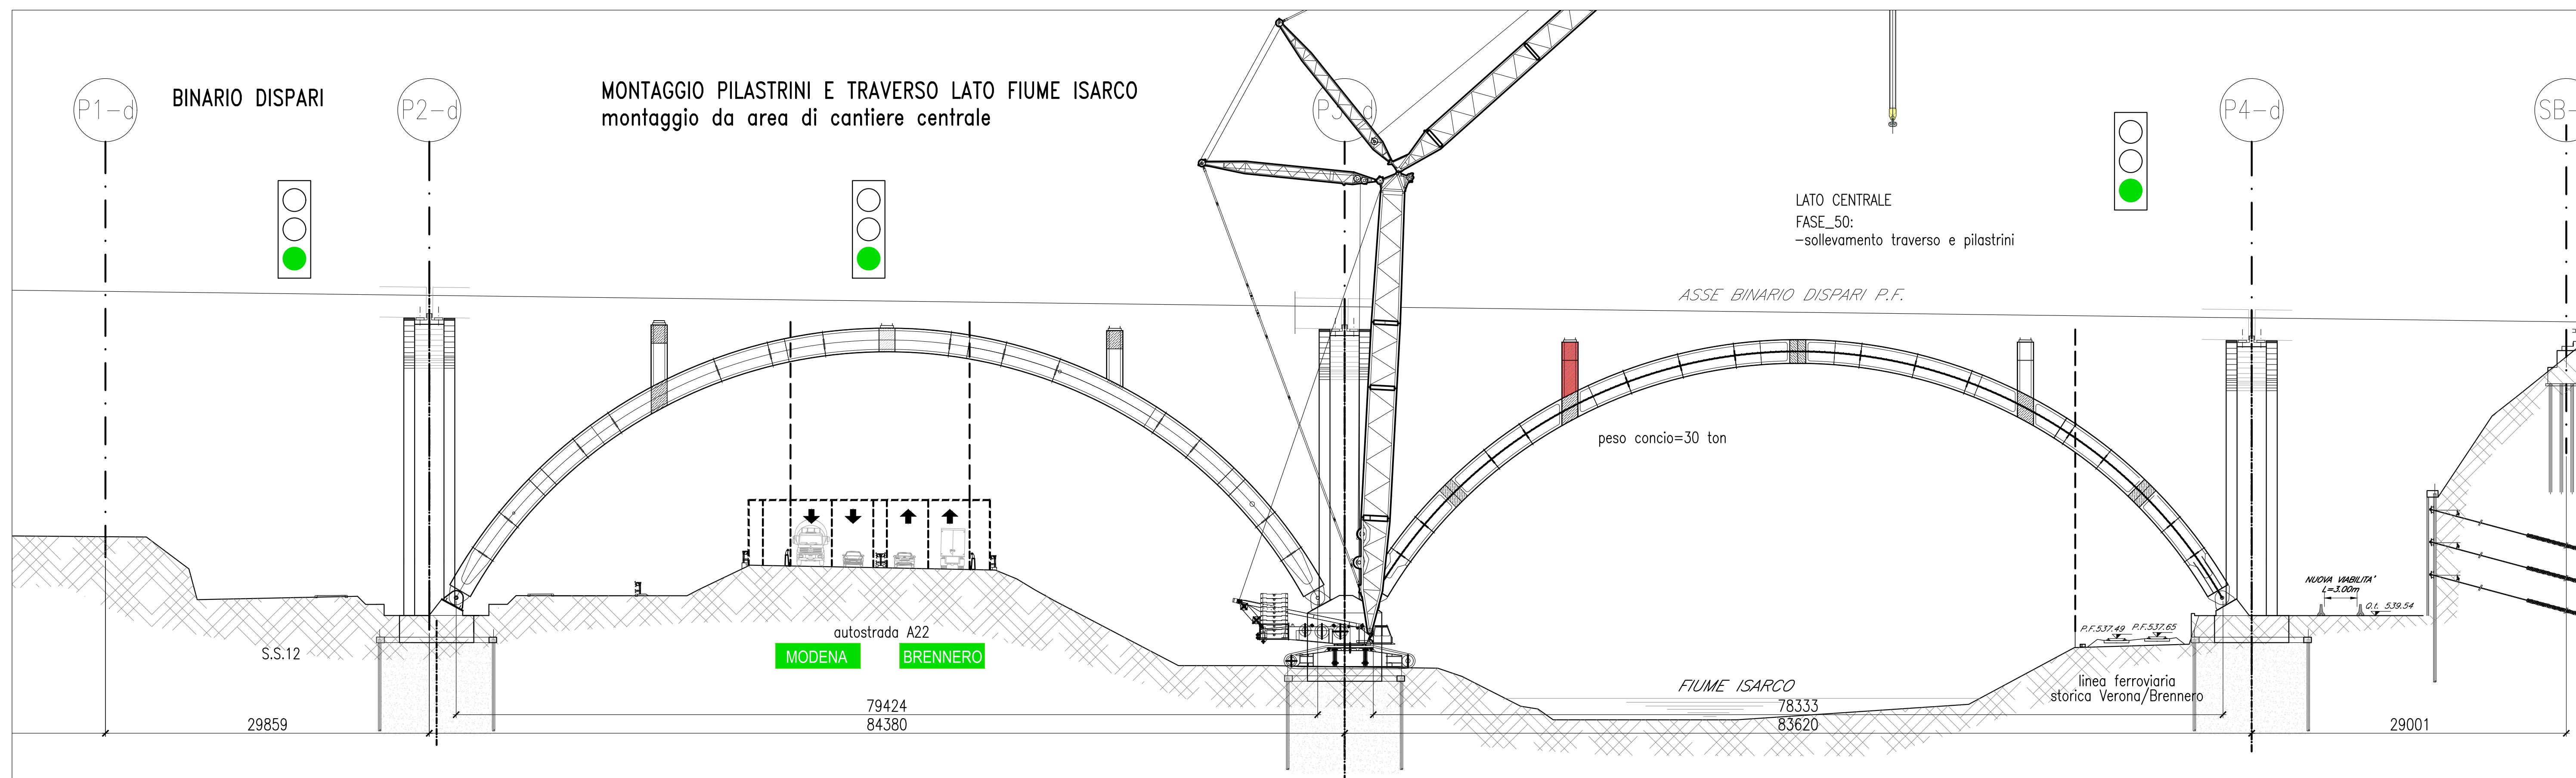 P1-d
BINARIO DISPARI
P2-d
MONTAGGIO PILASTRINI E TRAVERSO LATO FIUME ISARCO
montaggio da area di cantiere centrale
P3-d
P4-d
SB-
LATO CENTRALE
FASE_50:
-sollevamento traverso e pilastrini
ASSE BINARIO DISPARI P.F.
peso concio=30 ton
NUOVA VIABILITA'
L=3.00m
Q.t. 539.54
P.F.537.49
P.F.537.65
autostrada A22
MODENA
BRENNERO
S.S.12
FIUME ISARCO
linea ferroviaria
storica Verona/Brennero
79424
78333
29859
84380
83620
29001